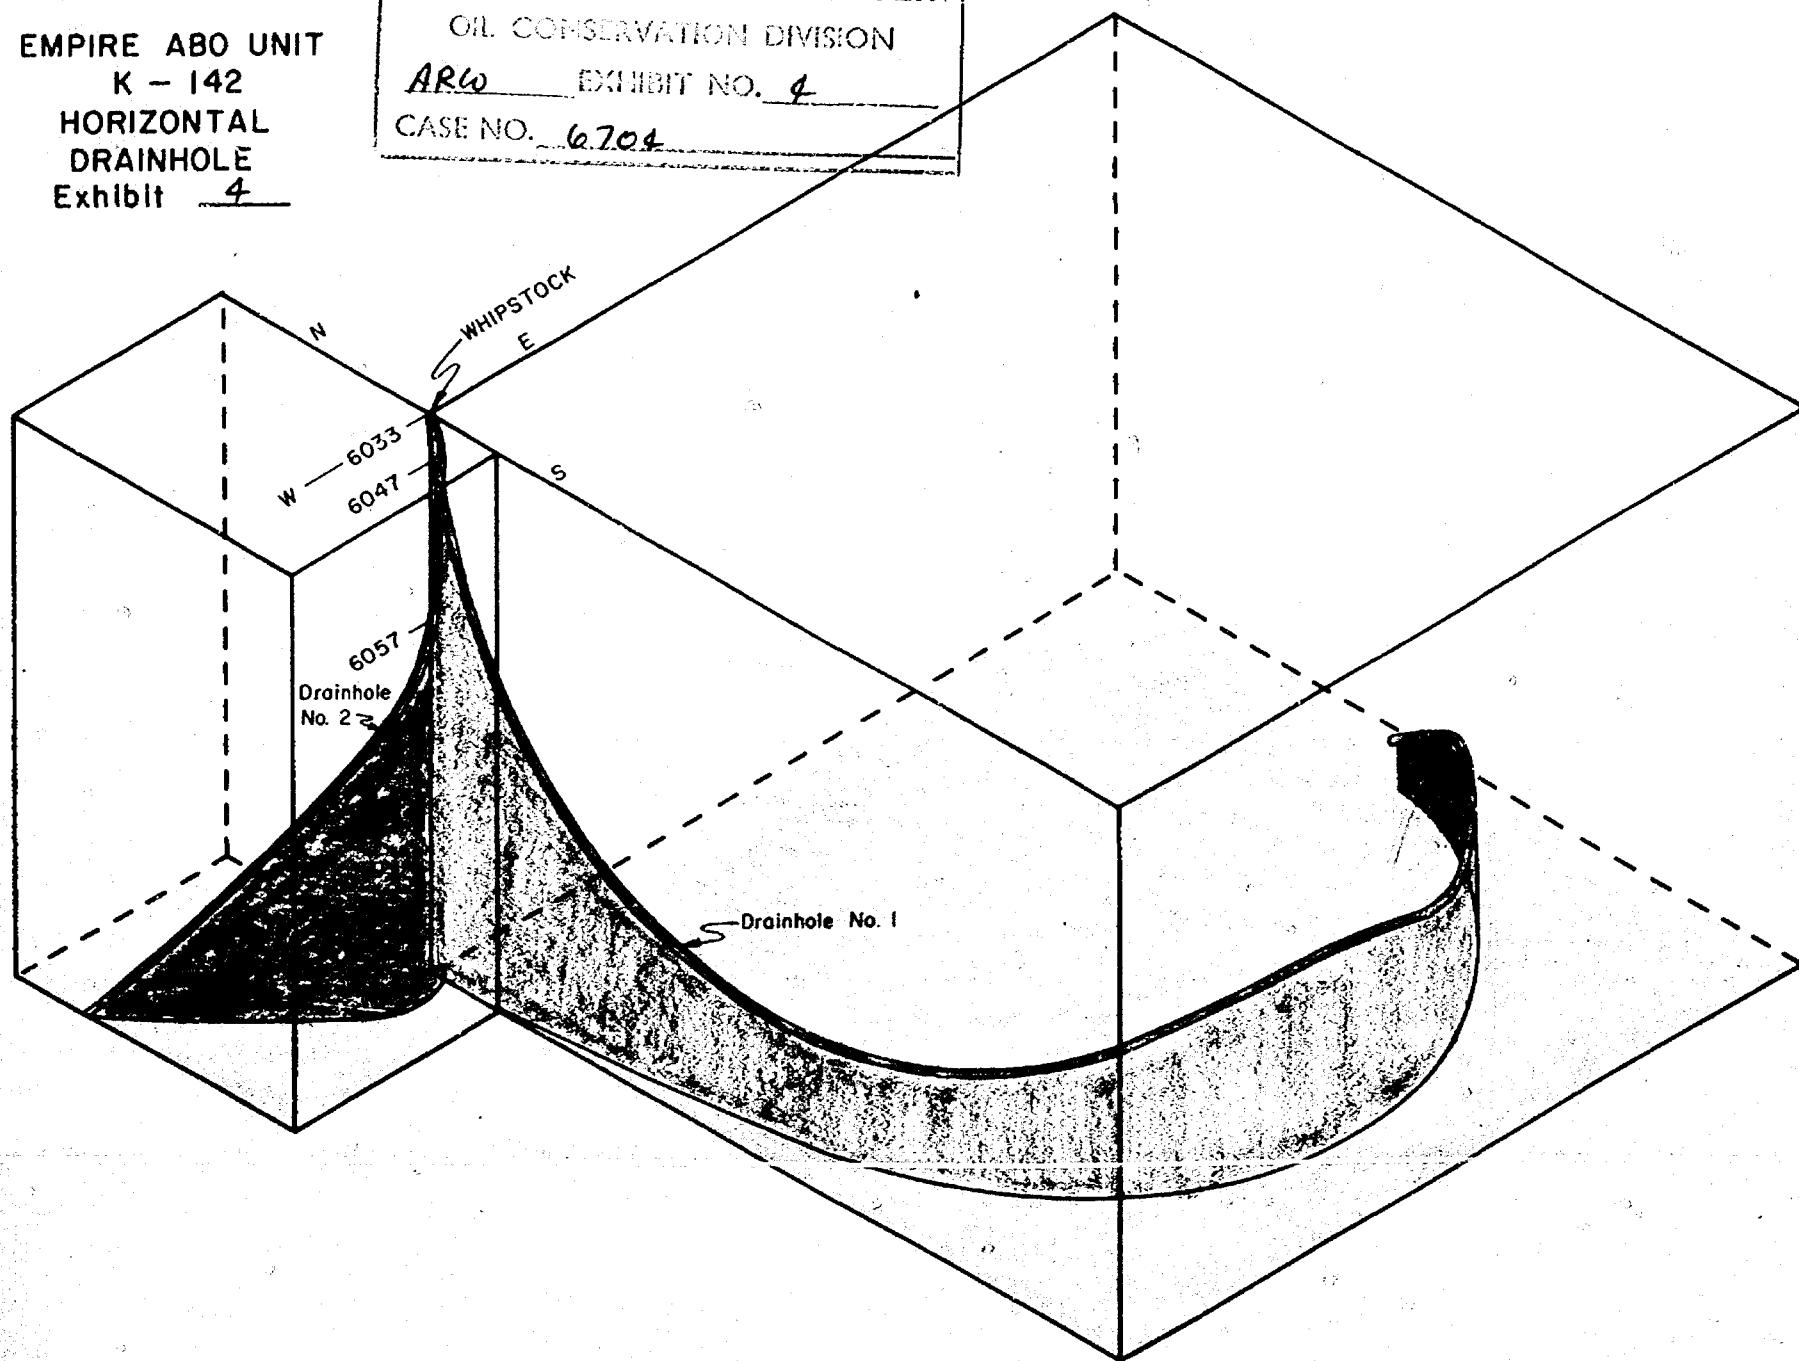 EMPIRE ABO UNIT
K - 142
HORIZONTAL
DRAINHOLE
Exhibit 4
OIL CONSERVATION DIVISION
ARCO EXHIBIT NO. 4
CASE NO. 6704
WHIPSTOCK
N
E
W
S
6033
6047
6057
Drainhole
No. 2
Drainhole No. 1